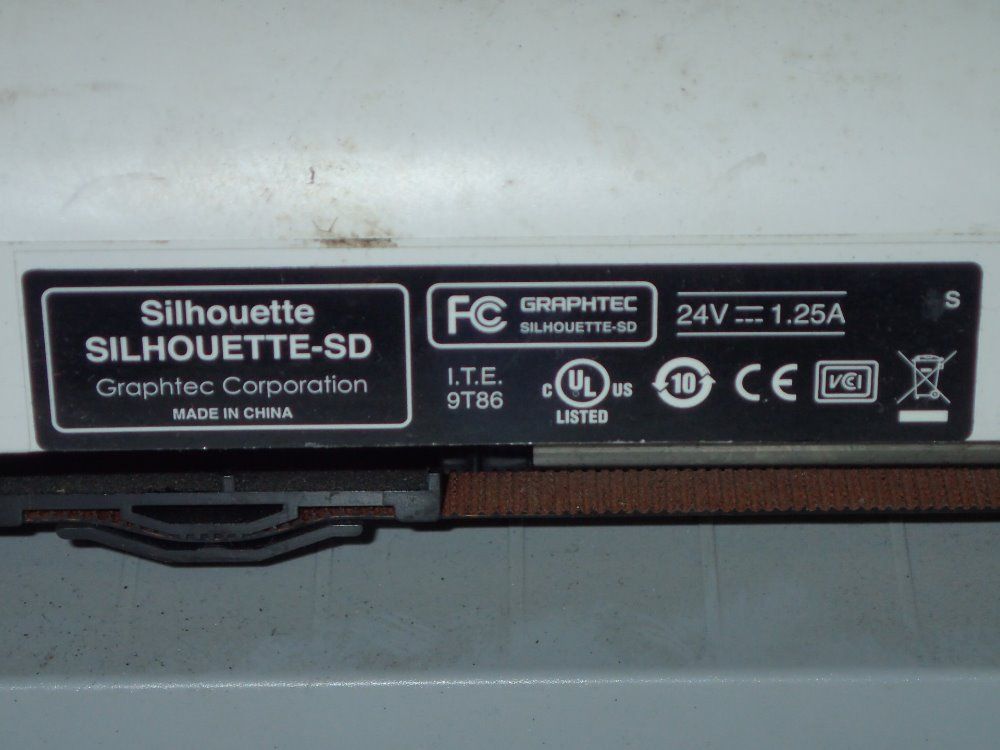 Silhouette
SILHOUETTE-SD
Graphtec Corporation
MADE IN CHINA
FC GRAPHTEC
SILHOUETTE-SD
24V ⎓ 1.25A
S
I.T.E.
9T86
C UL US
LISTED
10
CE
VCI